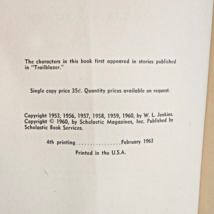 The characters in this book first appeared in stories published
in "Trailblazer."
Single copy price 35¢. Quantity prices available on request.
Copyright 1953, 1956, 1957, 1958, 1959, 1960, by W. L. Jenkins
Copyright © 1960, by Scholastic Magazines, Inc. Published by
Scholastic Book Services.
4th printing..................February 1963
Printed in the U.S.A.